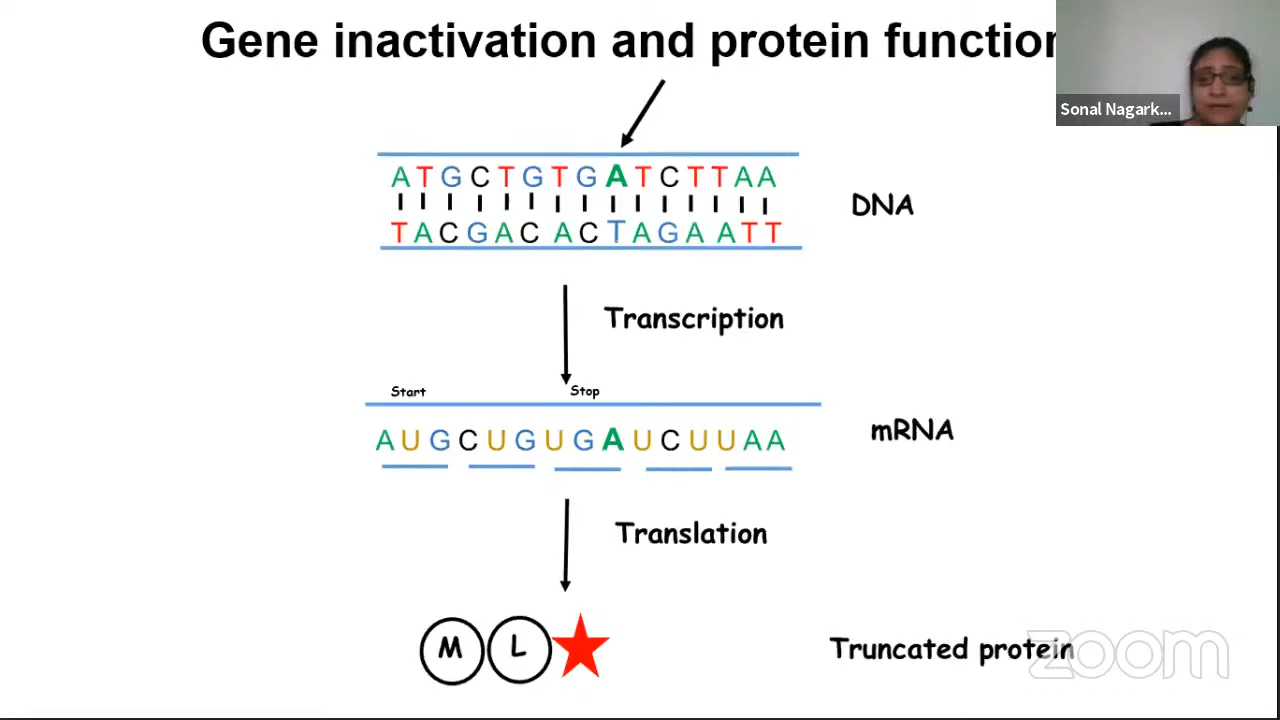 Gene inactivation and protein function
Sonal Nagark...
ATGCTGTGATCTTAA
TACGACACTAGAATT
DNA
Transcription
Start
Stop
AUGCUGUGAUCUUAA
mRNA
Translation
M L
Truncated protein
zoom